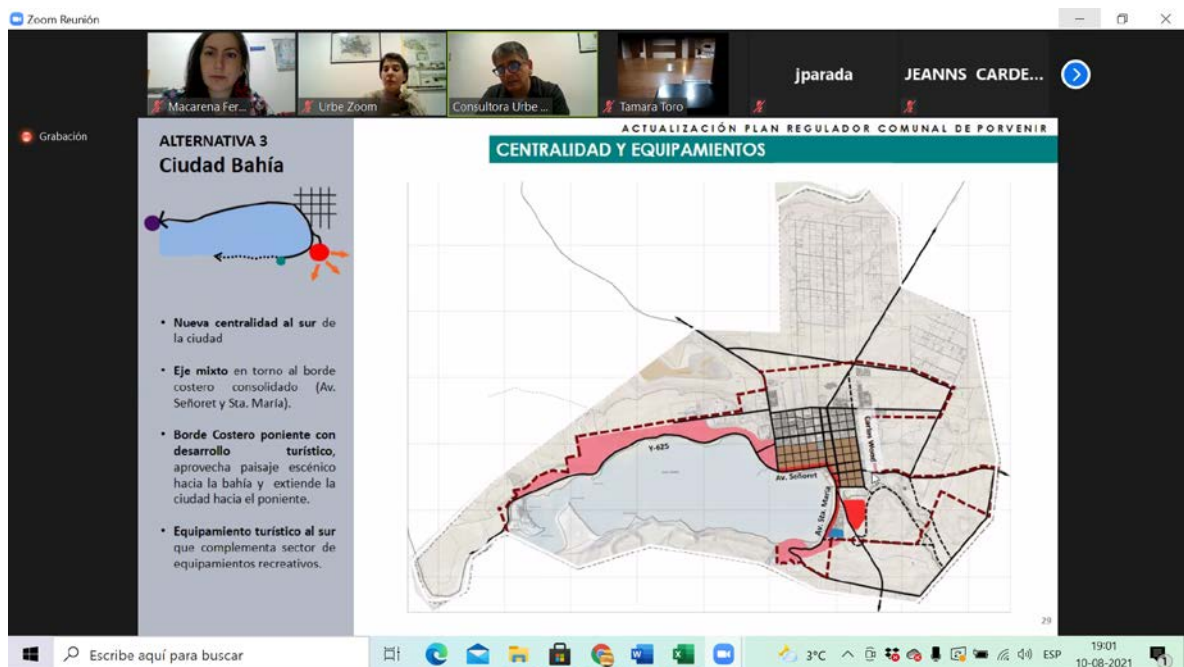 Zoom Reunión
Macarena Fer...
Urbe Zoom
Consultora Urbe ...
Tamara Toro
jparada
JEANNS CARDE...
Grabación
ACTUALIZACIÓN PLAN REGULADOR COMUNAL DE PORVENIR
CENTRALIDAD Y EQUIPAMIENTOS
ALTERNATIVA 3
Ciudad Bahía
• Nueva centralidad al sur de
la ciudad
• Eje mixto en torno al borde
costero consolidado (Av.
Señoret y Sta. María).
• Borde Costero poniente con
desarrollo turístico,
aprovecha paisaje escénico
hacia la bahía y extiende la
ciudad hacia el poniente.
• Equipamiento turístico al sur
que complementa sector de
equipamientos recreativos.
Y-625
Av. Señoret
Carlos Wood
Av. Sta. María
29
Escribe aquí para buscar
3°C
ESP
19:01
10-08-2021
1